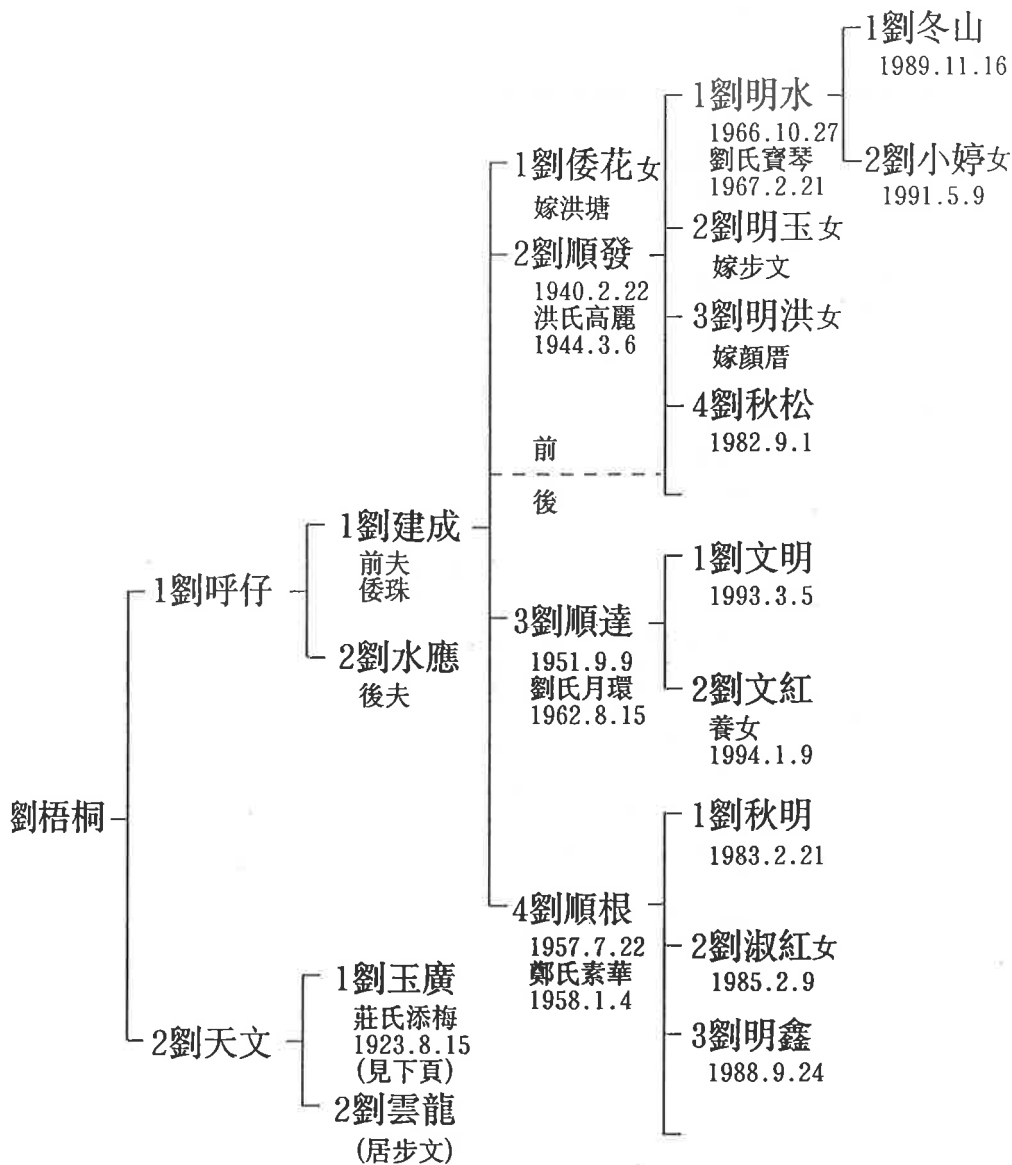 1劉冬山
1989.11.16
1劉明水
1966.10.27
劉氏寶琴
1967.2.21
2劉小婷女
1991.5.9
1劉倭花女
嫁洪塘
2劉明玉女
嫁步文
2劉順發
1940.2.22
洪氏高麗
1944.3.6
3劉明洪女
嫁顏厝
4劉秋松
1982.9.1
前
後
1劉建成
前夫
倭珠
1劉文明
1993.3.5
1劉呼仔
3劉順達
1951.9.9
劉氏月環
1962.8.15
2劉水應
後夫
2劉文紅
養女
1994.1.9
劉梧桐
1劉秋明
1983.2.21
4劉順根
1957.7.22
鄭氏素華
1958.1.4
2劉淑紅女
1985.2.9
1劉玉廣
莊氏添梅
1923.8.15
(見下頁)
2劉天文
3劉明鑫
1988.9.24
2劉雲龍
(居步文)